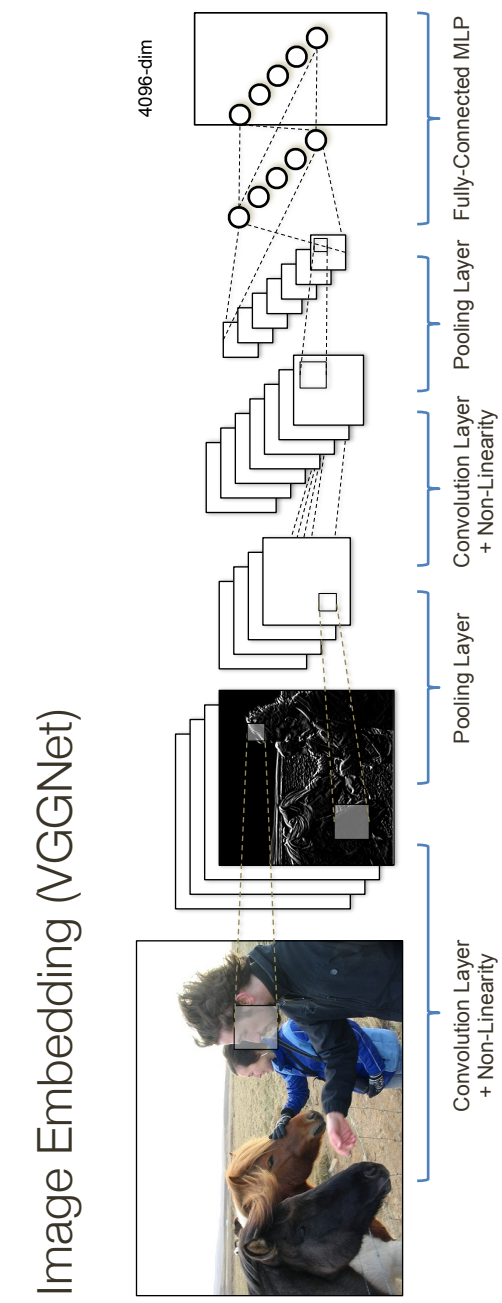 Image Embedding (VGGNet)
4096-dim
Convolution Layer
+ Non-Linearity
Pooling Layer
Convolution Layer
+ Non-Linearity
Pooling Layer
Fully-Connected MLP